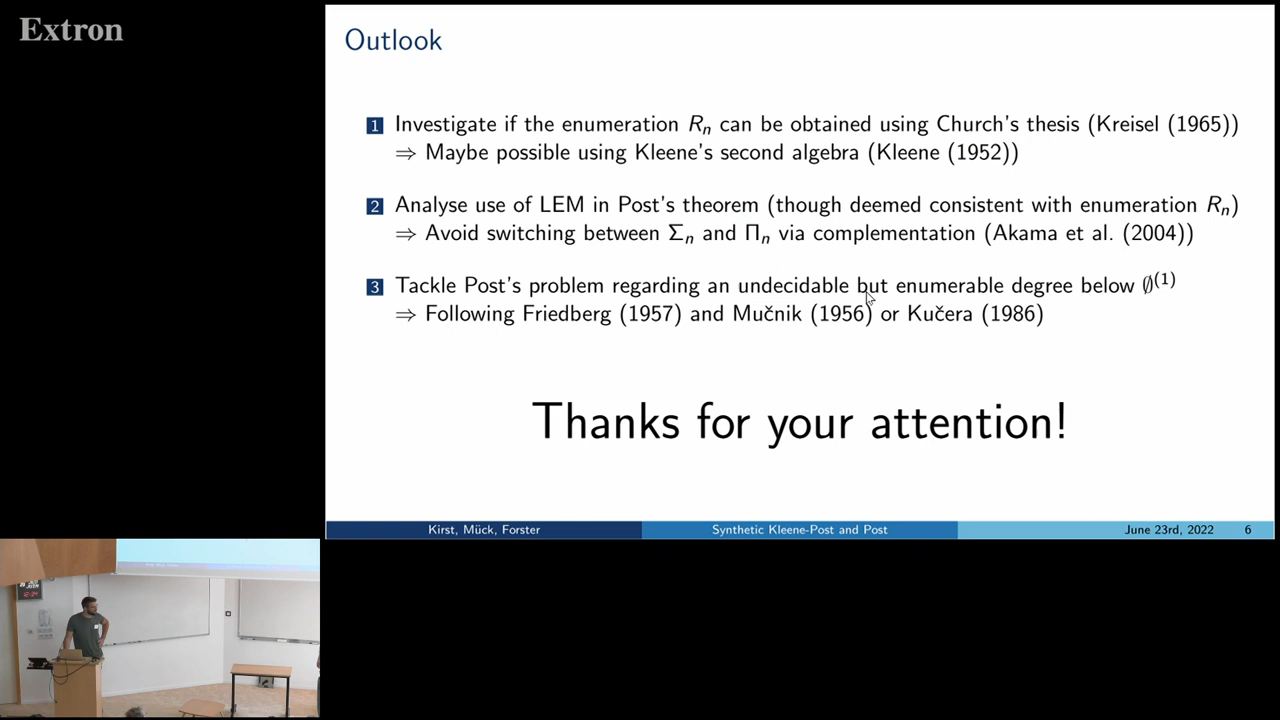 Extron
Outlook
1 Investigate if the enumeration Rₙ can be obtained using Church's thesis (Kreisel (1965))
⇒ Maybe possible using Kleene's second algebra (Kleene (1952))
2 Analyse use of LEM in Post's theorem (though deemed consistent with enumeration Rₙ)
⇒ Avoid switching between Σₙ and Πₙ via complementation (Akama et al. (2004))
3 Tackle Post's problem regarding an undecidable but enumerable degree below ∅⁽¹⁾
⇒ Following Friedberg (1957) and Mučnik (1956) or Kučera (1986)
Thanks for your attention!
Kirst, Mück, Forster Synthetic Kleene-Post and Post June 23rd, 2022 6